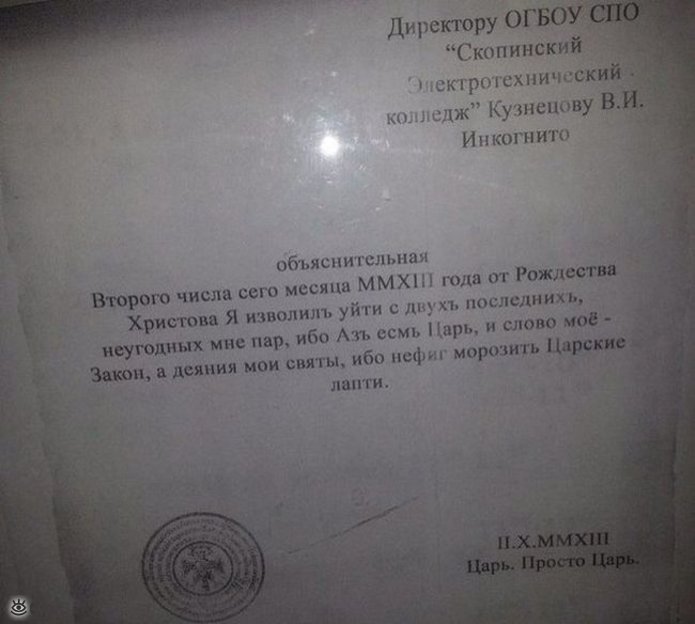 Директору ОГБОУ СПО
“Скопинский
Электротехнический
колледж” Кузнецову В.И.
Инкогнито
объяснительная
Второго числа сего месяца MMXIII года от Рождества
Христова Я изволилъ уйти с двухъ последнихъ,
неугодных мне пар, ибо Азъ есмь Царь, и слово моё -
Закон, а деяния мои святы, ибо нефиг морозить Царские
лапти.
II.X.MMXIII
Царь. Просто Царь.